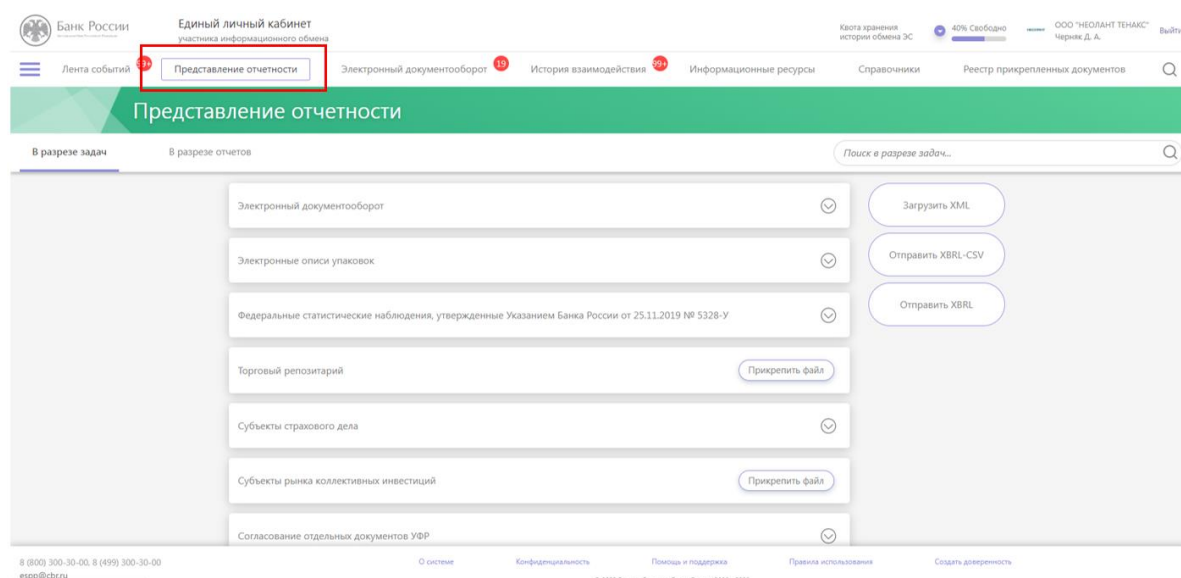 Банк России
Единый личный кабинет
участника информационного обмена
Квота хранения
истории обмена ЭС
40% Свободно
ООО "НЕОЛАНТ ТЕНАКС"
Черняк Д. А.
Выйти
Лента событий
Представление отчетности
Электронный документооборот 19
История взаимодействия 99+
Информационные ресурсы
Справочники
Реестр прикрепленных документов
Представление отчетности
В разрезе задач
В разрезе отчетов
Поиск в разрезе задач...
Электронный документооборот
Загрузить XML
Электронные описи упаковок
Отправить XBRL-CSV
Федеральные статистические наблюдения, утвержденные Указанием Банка России от 25.11.2019 № 5328-У
Отправить XBRL
Торговый репозитарий
Прикрепить файл
Субъекты страхового дела
Субъекты рынка коллективных инвестиций
Прикрепить файл
Согласование отдельных документов УФР
8 (800) 300-30-00, 8 (499) 300-30-00
espp@cbr.ru
О системе
Конфиденциальность
Помощь и поддержка
Правила использования
Создать доверенность